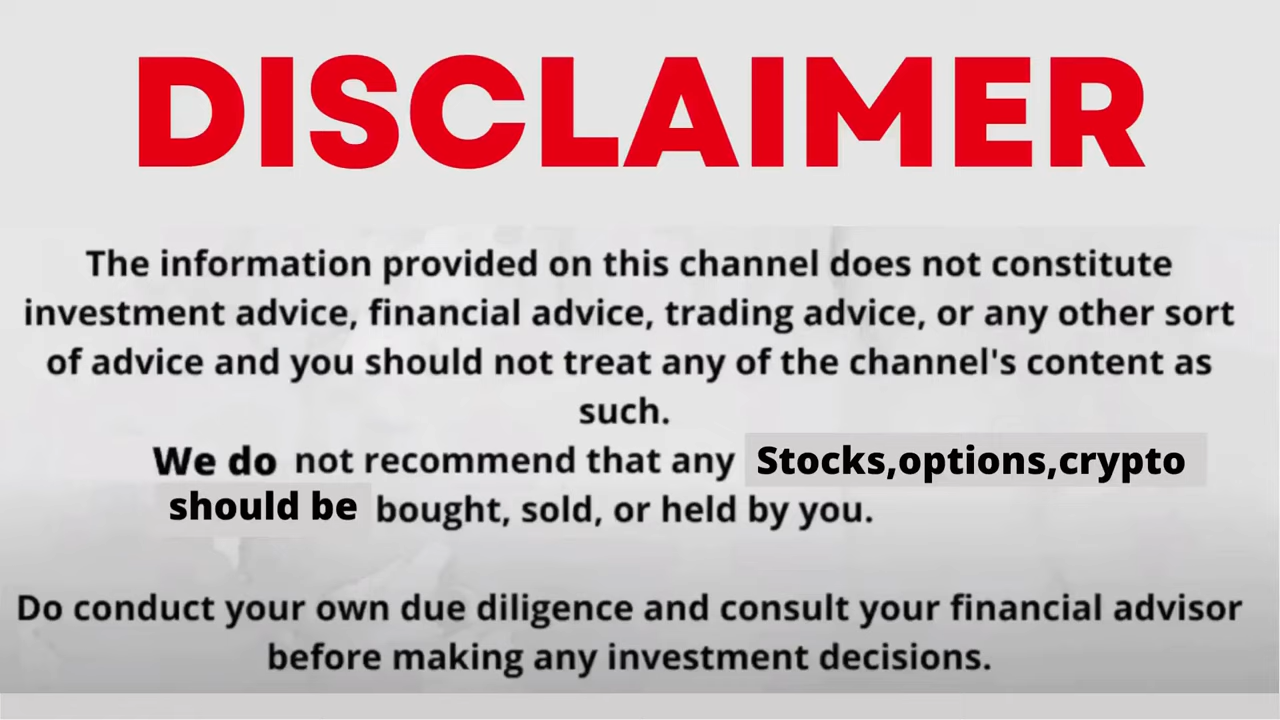 DISCLAIMER
The information provided on this channel does not constitute
investment advice, financial advice, trading advice, or any other sort
of advice and you should not treat any of the channel's content as
such.
We do not recommend that any Stocks,options,crypto
should be bought, sold, or held by you.
Do conduct your own due diligence and consult your financial advisor
before making any investment decisions.